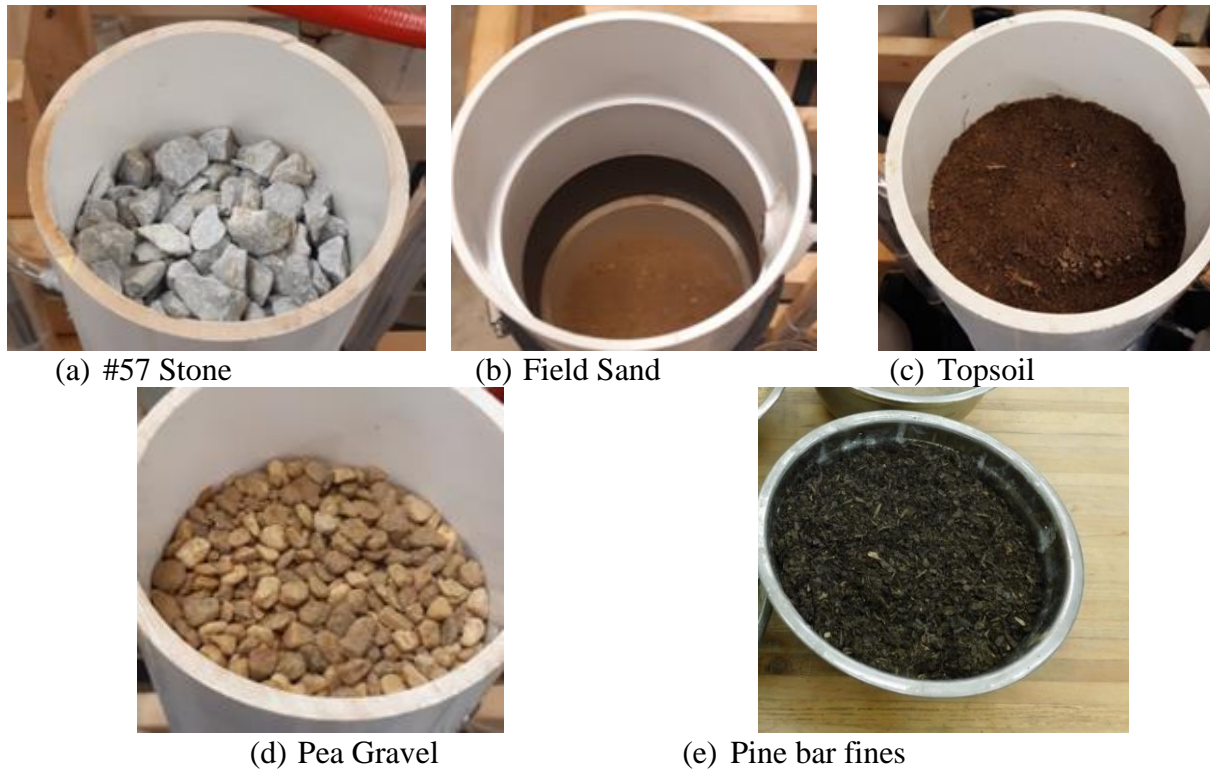 (a) #57 Stone
(b) Field Sand
(c) Topsoil
(d) Pea Gravel
(e) Pine bar fines